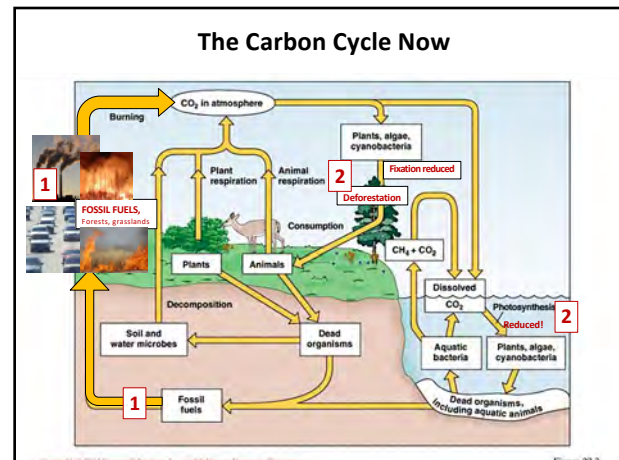 The Carbon Cycle Now
CO₂ in atmosphere
Burning
Plants, algae,
cyanobacteria
1
Plant
respiration
Animal
respiration
2
Fixation reduced
Deforestation
FOSSIL FUELS,
Forests, grasslands
Consumption
CH₄ + CO₂
Plants
Animals
Dissolved
CO₂
Decomposition
Photosynthesis
Reduced!
2
Soil and
water microbes
Dead
organisms
Aquatic
bacteria
Plants, algae,
cyanobacteria
1
Fossil
fuels
Dead organisms,
including aquatic animals